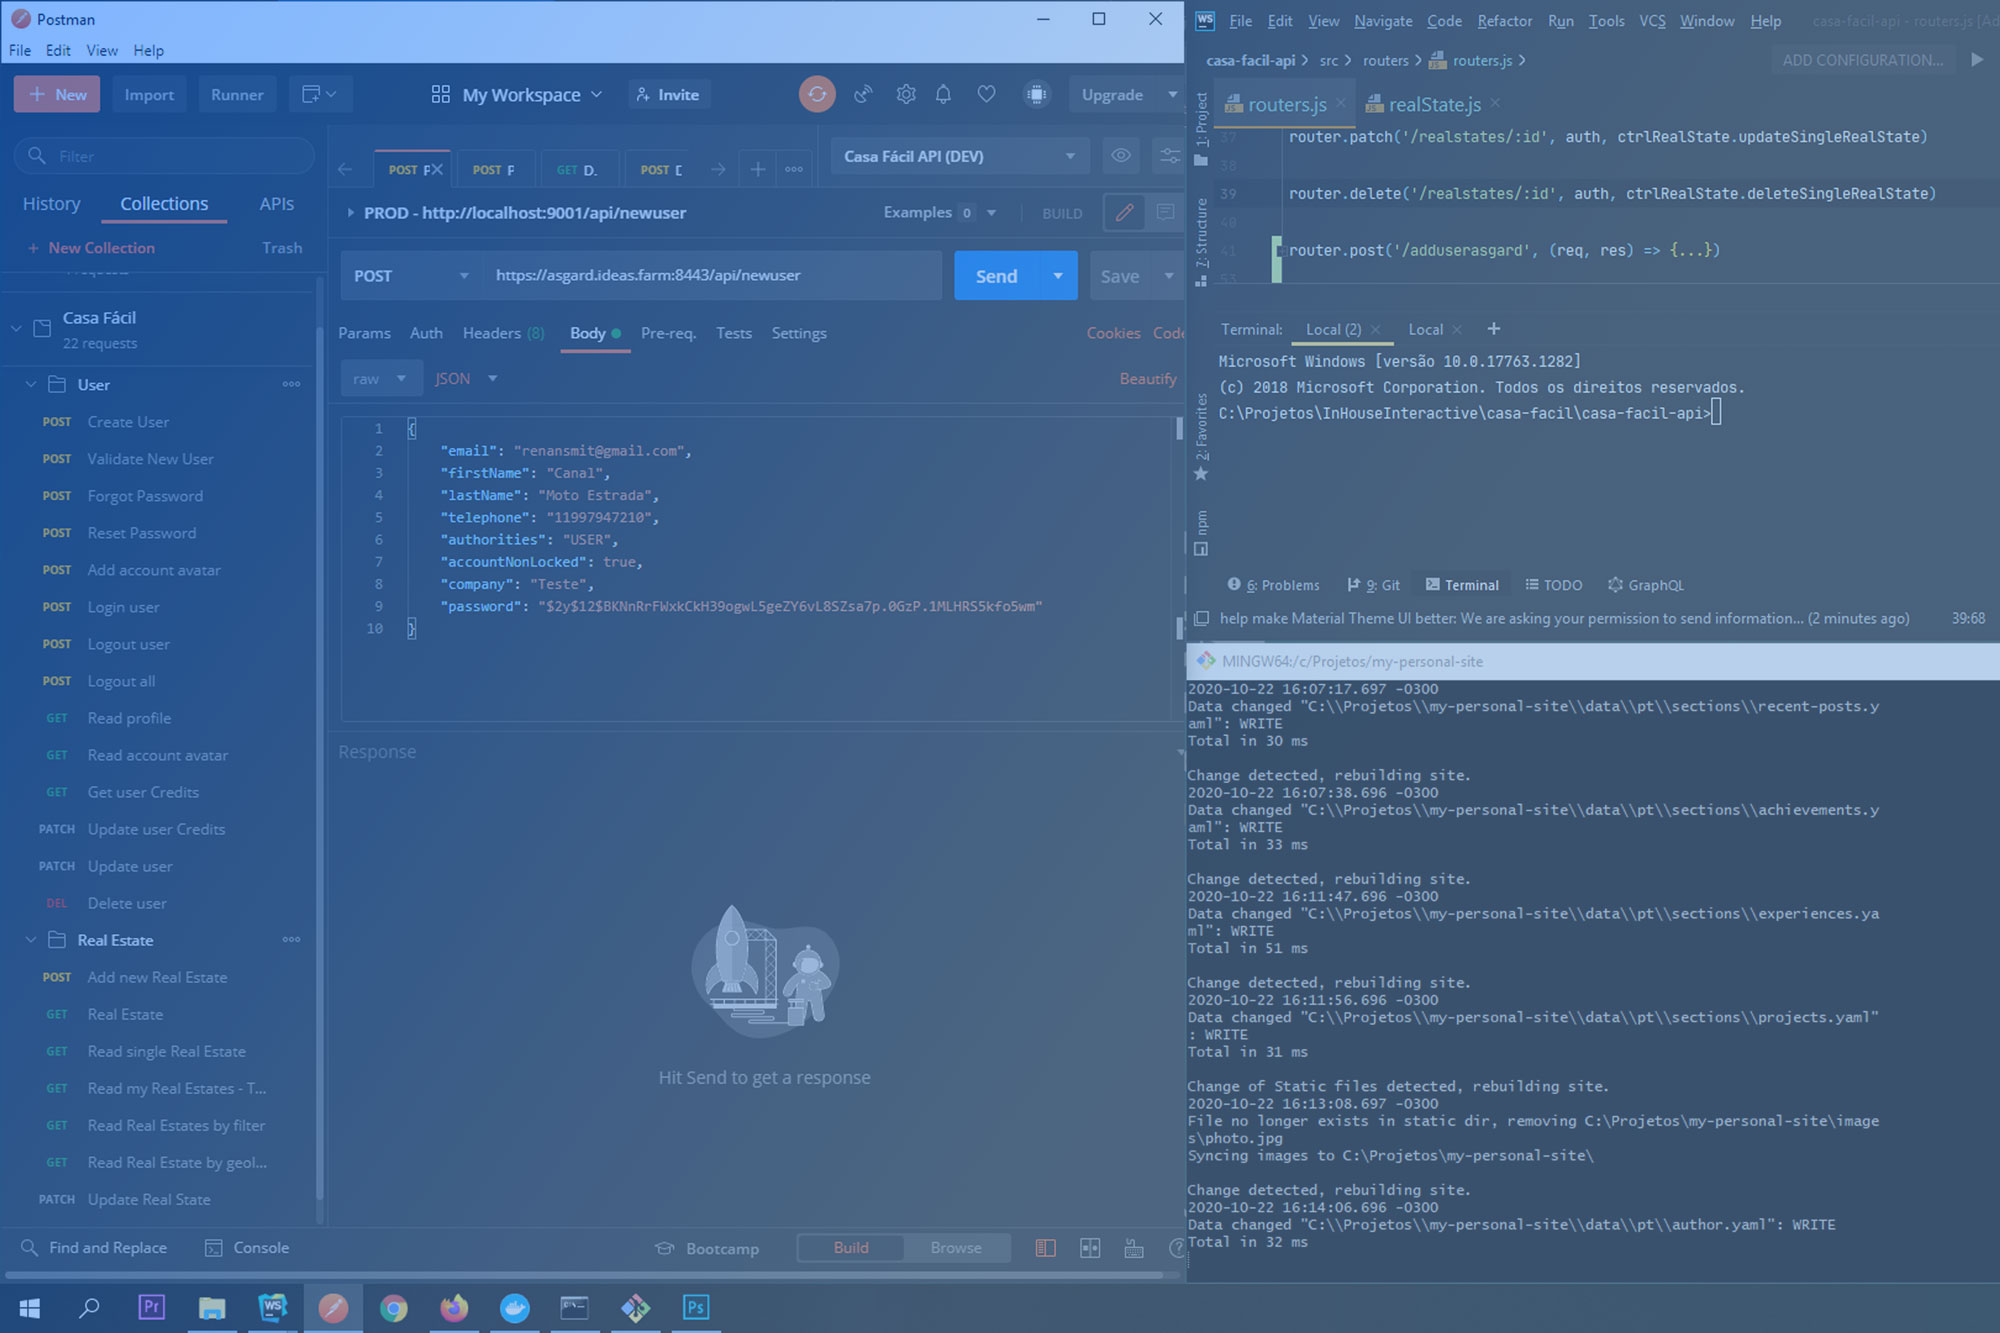 Postman
File Edit View Help
+ New Import Runner My Workspace Invite Upgrade
Filter
History Collections APIs
+ New Collection Trash
Casa Fácil
22 requests
User
POST Create User
POST Validate New User
POST Forgot Password
POST Reset Password
POST Add account avatar
POST Login user
POST Logout user
POST Logout all
GET Read profile
GET Read account avatar
GET Get user Credits
PATCH Update user Credits
PATCH Update user
DEL Delete user
Real Estate
POST Add new Real Estate
GET Real Estate
GET Read single Real Estate
GET Read my Real Estates - T...
GET Read Real Estates by filter
GET Read Real Estate by geol...
PATCH Update Real State
Find and Replace Console
POST P POST P GET D. POST Casa Fácil API (DEV)
PROD - http://localhost:9001/api/newuser Examples 0 BUILD
POST https://asgard.ideas.farm:8443/api/newuser Send Save
Params Auth Headers (8) Body Pre-req. Tests Settings Cookies Code
raw JSON Beautify
1 {
2 "email": "renansmit@gmail.com",
3 "firstName": "Canal",
4 "lastName": "Moto Estrada",
5 "telephone": "11997947210",
6 "authorities": "USER",
7 "accountNonLocked": true,
8 "company": "Teste",
9 "password": "$2y$12$BKNnRrFWxkCkH39ogwL5geZY6vL8SZsa7p.0GzP.1MLHRS5kfo5wm"
10 }
Response
Hit Send to get a response
Bootcamp Build Browse
WS File Edit View Navigate Code Refactor Run Tools VCS Window Help casa-facil-api - routers.js [Ad
casa-facil-api > src > routers > routers.js > ADD CONFIGURATION...
routers.js realState.js
1: Project
7: Structure
2: Favorites
npm
37 router.patch('/realstates/:id', auth, ctrlRealState.updateSingleRealState)
38
39 router.delete('/realstates/:id', auth, ctrlRealState.deleteSingleRealState)
40
41 router.post('/adduserasgard', (req, res) => {...})
53
Terminal: Local (2) Local +
Microsoft Windows [versão 10.0.17763.1282]
(c) 2018 Microsoft Corporation. Todos os direitos reservados.
C:\Projetos\InHouseInteractive\casa-facil\casa-facil-api>
6: Problems 9: Git Terminal TODO GraphQL
help make Material Theme UI better: We are asking your permission to send information... (2 minutes ago) 39:68
MINGW64:/c/Projetos/my-personal-site
2020-10-22 16:07:17.697 -0300
Data changed "C:\\Projetos\\my-personal-site\\data\\pt\\sections\\recent-posts.y
aml": WRITE
Total in 30 ms
Change detected, rebuilding site.
2020-10-22 16:07:38.696 -0300
Data changed "C:\\Projetos\\my-personal-site\\data\\pt\\sections\\achievements.y
aml": WRITE
Total in 33 ms
Change detected, rebuilding site.
2020-10-22 16:11:47.696 -0300
Data changed "C:\\Projetos\\my-personal-site\\data\\pt\\sections\\experiences.ya
ml": WRITE
Total in 51 ms
Change detected, rebuilding site.
2020-10-22 16:11:56.696 -0300
Data changed "C:\\Projetos\\my-personal-site\\data\\pt\\sections\\projects.yaml"
: WRITE
Total in 31 ms
Change of Static files detected, rebuilding site.
2020-10-22 16:13:08.697 -0300
File no longer exists in static dir, removing C:\Projetos\my-personal-site\image
s\photo.jpg
Syncing images to C:\Projetos\my-personal-site\
Change detected, rebuilding site.
2020-10-22 16:14:06.696 -0300
Data changed "C:\\Projetos\\my-personal-site\\data\\pt\\author.yaml": WRITE
Total in 32 ms
Pr WS Ps